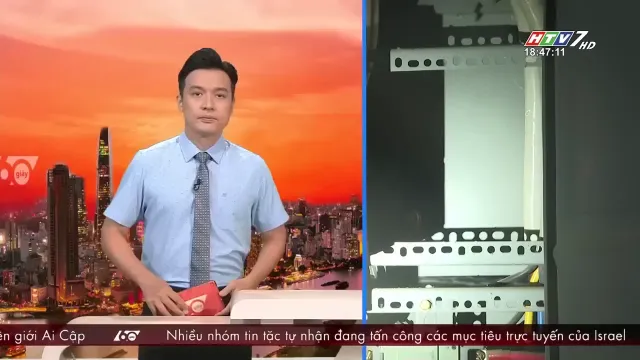 HTV7 HD
18:47:11
60 giây
ên giới Ai Cập 60 Nhiều nhóm tin tặc tự nhận đang tấn công các mục tiêu trực tuyến của Israel